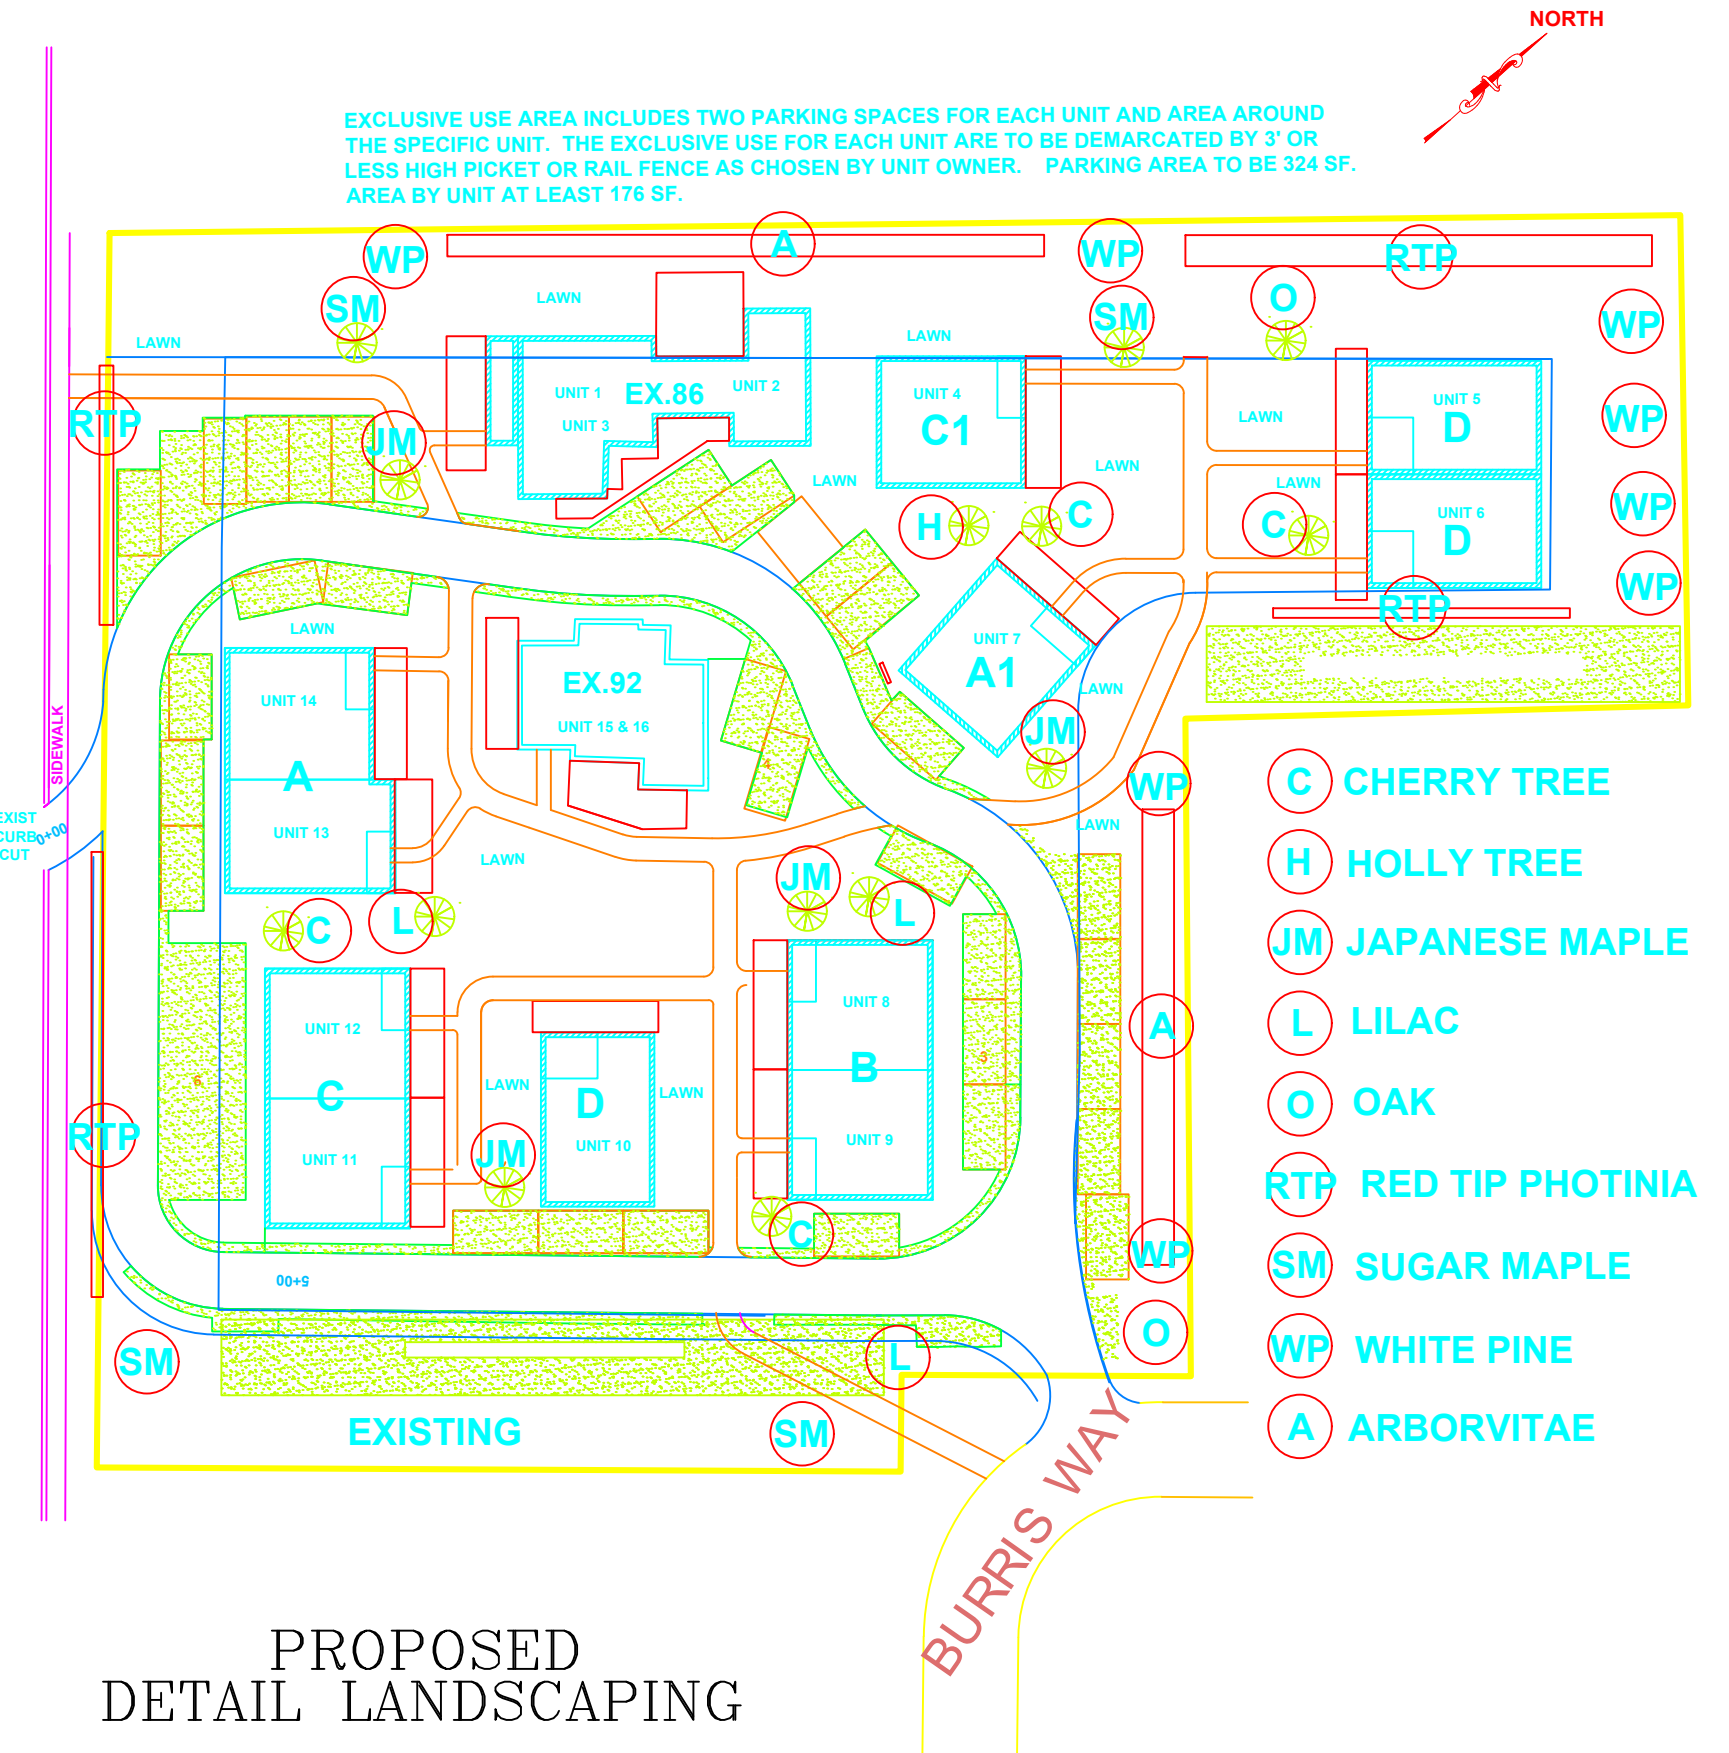 NORTH
EXCLUSIVE USE AREA INCLUDES TWO PARKING SPACES FOR EACH UNIT AND AREA AROUND
THE SPECIFIC UNIT. THE EXCLUSIVE USE FOR EACH UNIT ARE TO BE DEMARCATED BY 3' OR
LESS HIGH PICKET OR RAIL FENCE AS CHOSEN BY UNIT OWNER. PARKING AREA TO BE 324 SF.
AREA BY UNIT AT LEAST 176 SF.
WP
A
WP
RTP
SM
LAWN
SM
O
WP
LAWN
LAWN
UNIT 1
EX.86
UNIT 2
UNIT 3
UNIT 4
C1
UNIT 5
D
LAWN
WP
RTP
JM
LAWN
LAWN
LAWN
H
C
C
UNIT 6
D
WP
WP
RTP
LAWN
UNIT 7
A1
LAWN
JM
EX.92
UNIT 15 & 16
UNIT 14
A
UNIT 13
SIDEWALK
4
WP
LAWN
EXIST
CURB
CUT
0+00
LAWN
JM
L
C
L
UNIT 8
B
UNIT 9
3
A
UNIT 12
C
UNIT 11
6
LAWN
D
UNIT 10
LAWN
JM
RTP
C
WP
5+00
O
SM
L
EXISTING
SM
BURRIS WAY
C CHERRY TREE
H HOLLY TREE
JM JAPANESE MAPLE
L LILAC
O OAK
RTP RED TIP PHOTINIA
SM SUGAR MAPLE
WP WHITE PINE
A ARBORVITAE
PROPOSED
DETAIL LANDSCAPING